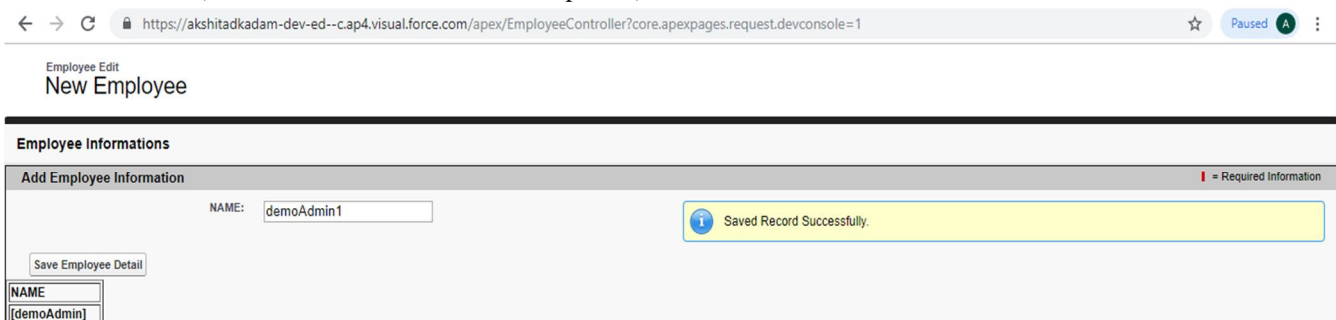 https://akshitadkadam-dev-ed--c.ap4.visual.force.com/apex/EmployeeController?core.apexpages.request.devconsole=1
Paused A
Employee Edit
New Employee
Employee Informations
Add Employee Information
= Required Information
NAME: demoAdmin1
Saved Record Successfully.
Save Employee Detail
NAME
[demoAdmin]